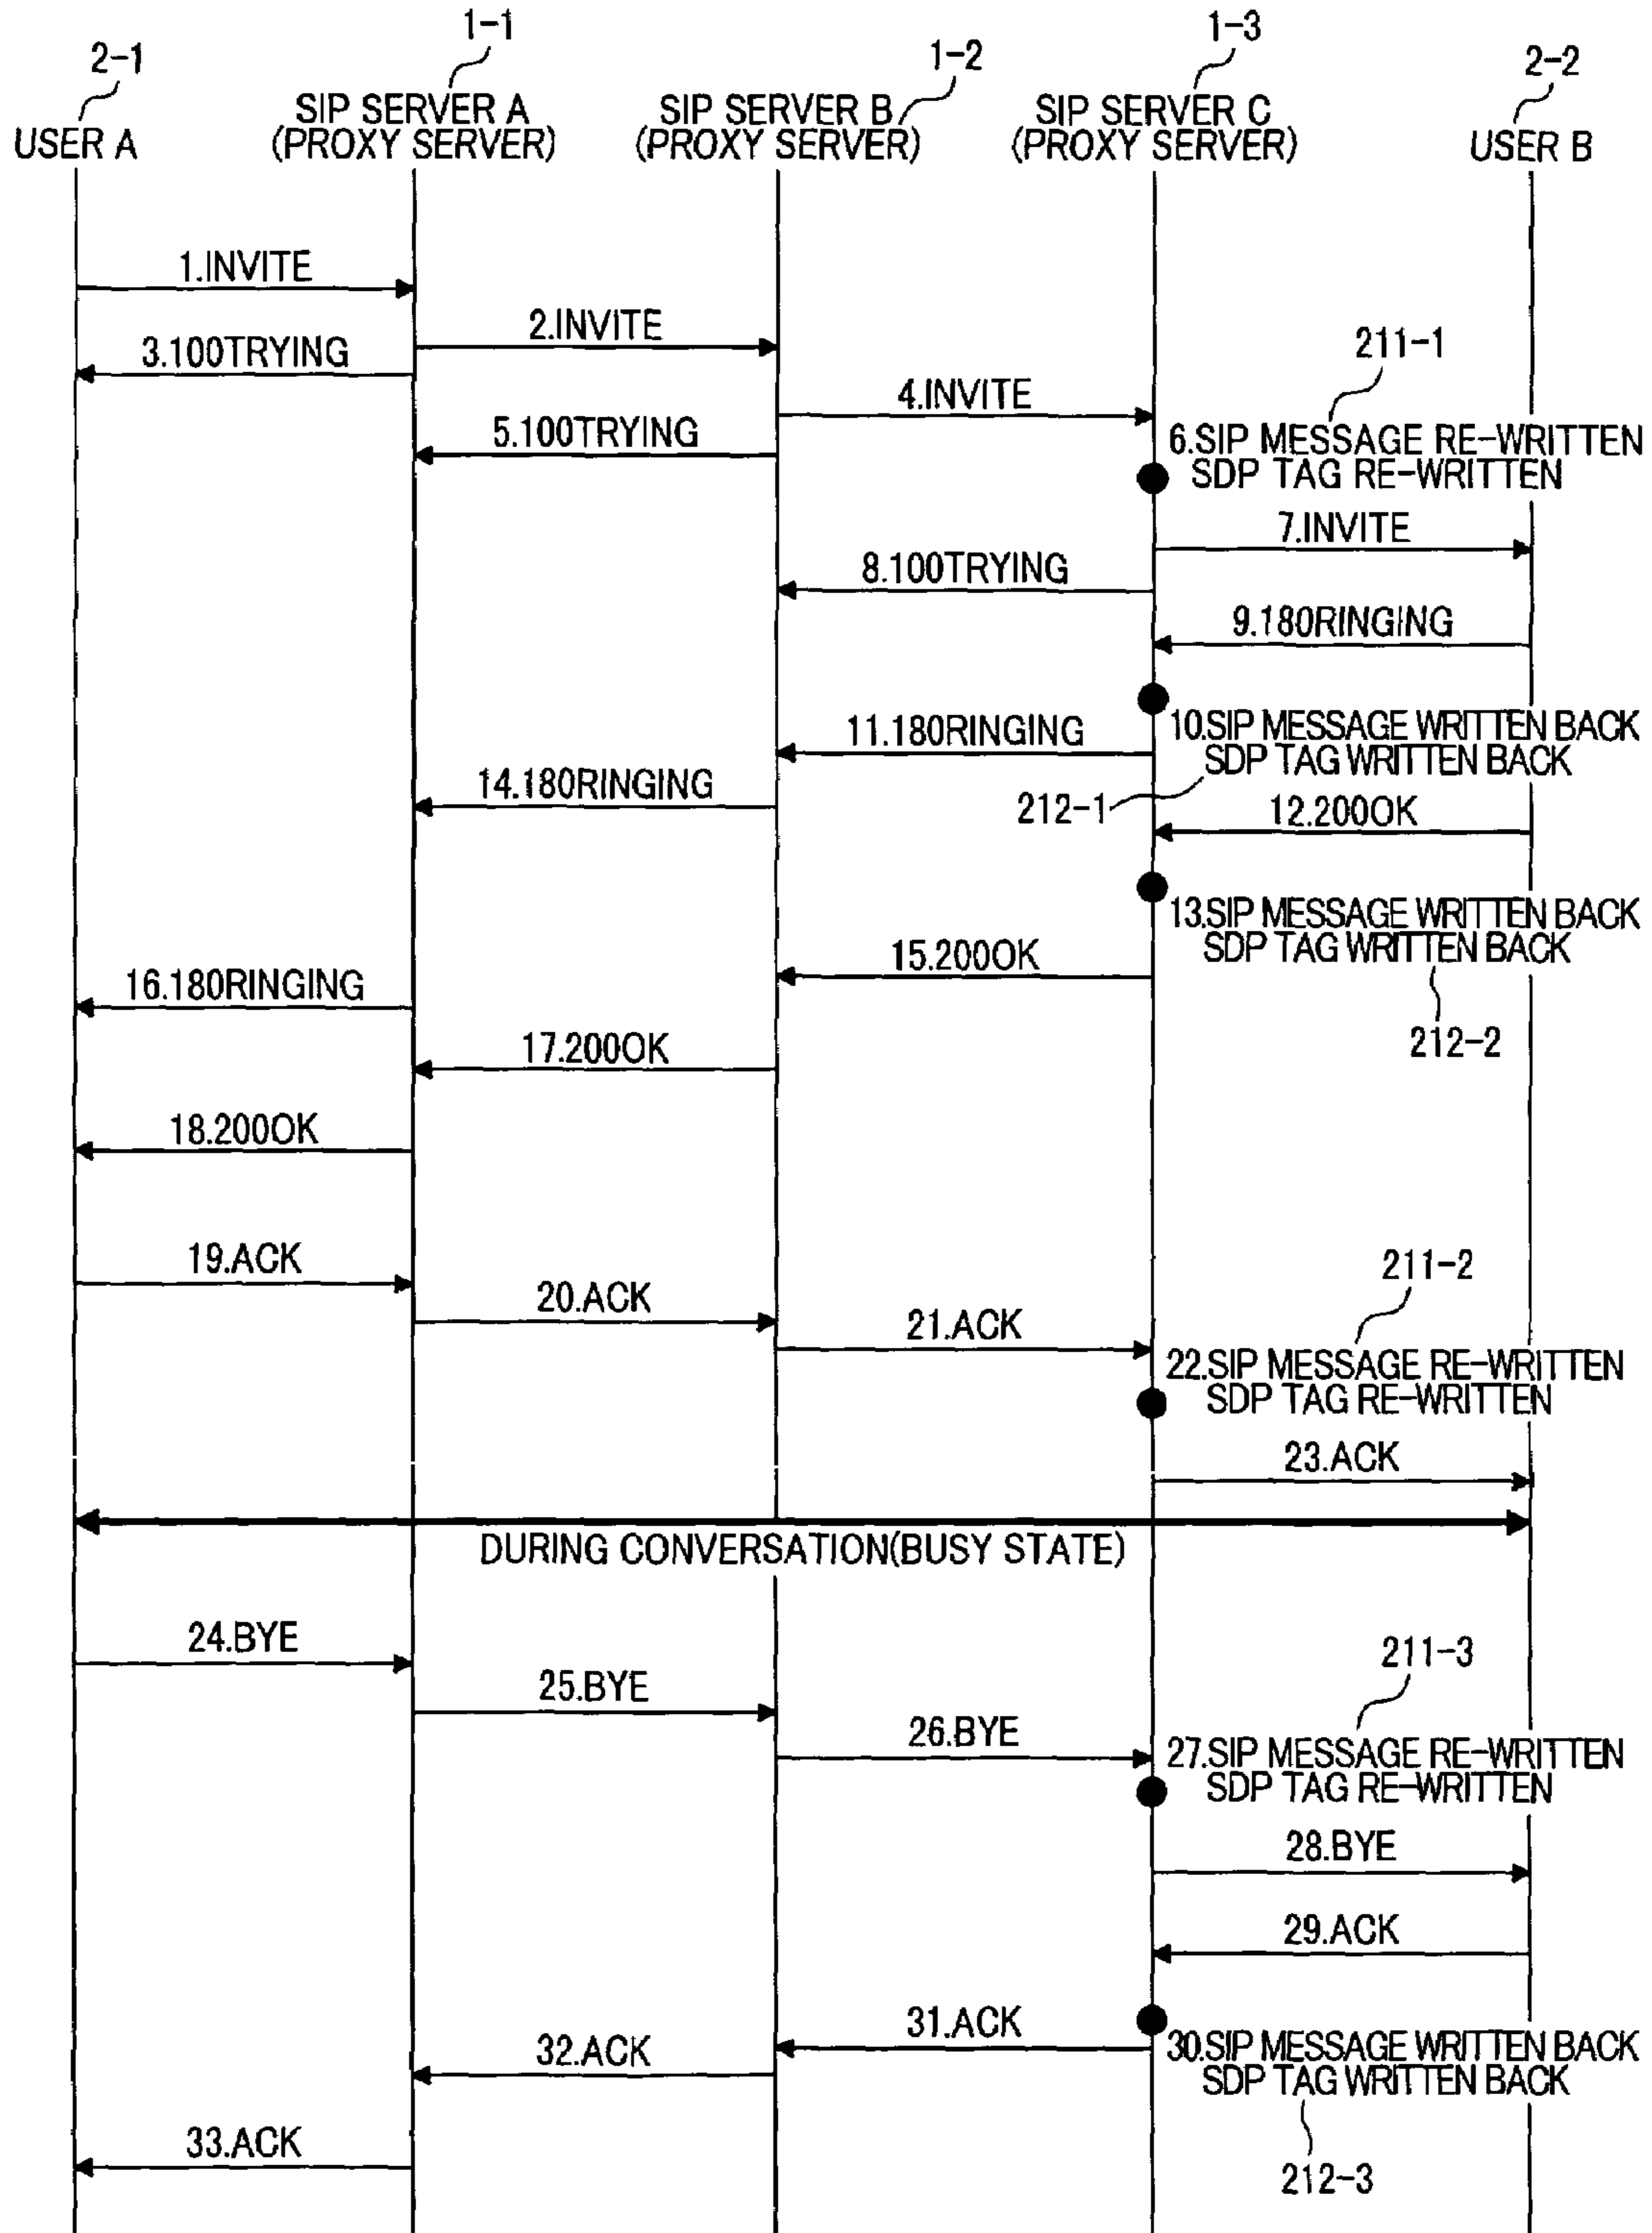 1-1
1-3
2-1
1-2
2-2
SIP SERVER A
SIP SERVER B
SIP SERVER C
USER A
(PROXY SERVER)
(PROXY SERVER)
(PROXY SERVER)
USER B
1.INVITE
2.INVITE
3.100TRYING
211-1
4.INVITE
5.100TRYING
6.SIP MESSAGE RE-WRITTEN
SDP TAG RE-WRITTEN
7.INVITE
8.100TRYING
9.180RINGING
10.SIP MESSAGE WRITTEN BACK
SDP TAG WRITTEN BACK
11.180RINGING
14.180RINGING
212-1
12.200OK
13.SIP MESSAGE WRITTEN BACK
SDP TAG WRITTEN BACK
15.200OK
16.180RINGING
212-2
17.200OK
18.200OK
19.ACK
211-2
20.ACK
21.ACK
22.SIP MESSAGE RE-WRITTEN
SDP TAG RE-WRITTEN
23.ACK
DURING CONVERSATION(BUSY STATE)
24.BYE
211-3
25.BYE
26.BYE
27.SIP MESSAGE RE-WRITTEN
SDP TAG RE-WRITTEN
28.BYE
29.ACK
31.ACK
30.SIP MESSAGE WRITTEN BACK
SDP TAG WRITTEN BACK
32.ACK
33.ACK
212-3